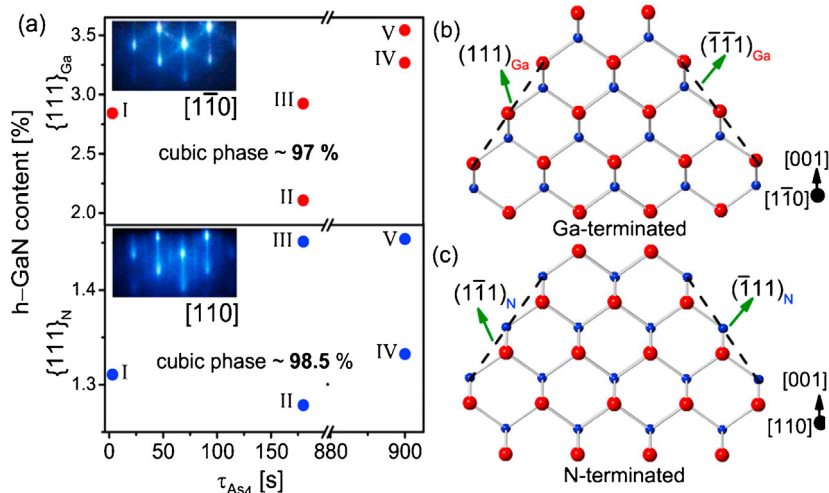 (a)
3.5
3.0
2.5
2.0
1.4
1.3
h–GaN content [%]
{111}Ga
{111}N
[11̅0]
I
II
III
IV
V
cubic phase ~ 97 %
[110]
I
II
III
IV
V
cubic phase ~ 98.5 %
0 50 100 150 880 900
τAs4 [s]
(b)
(111)Ga
(1̅1̅1)Ga
[001]
[11̅0]
Ga-terminated
(c)
(11̅1)N
(1̅11)N
[001]
[110]
N-terminated